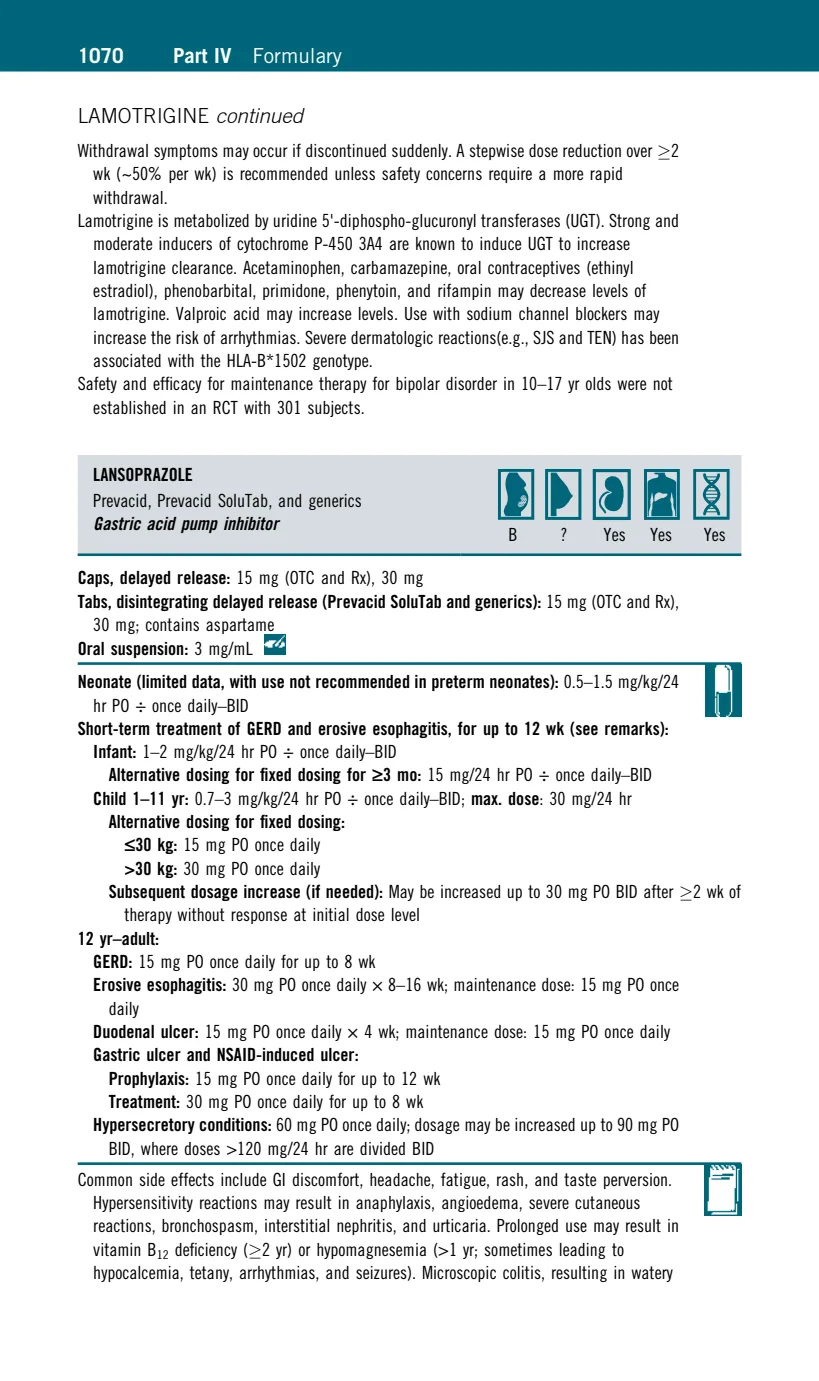 1070 Part IV Formulary
LAMOTRIGINE continued
Withdrawal symptoms may occur if discontinued suddenly. A stepwise dose reduction over ≥2
wk (~50% per wk) is recommended unless safety concerns require a more rapid
withdrawal.
Lamotrigine is metabolized by uridine 5'-diphospho-glucuronyl transferases (UGT). Strong and
moderate inducers of cytochrome P-450 3A4 are known to induce UGT to increase
lamotrigine clearance. Acetaminophen, carbamazepine, oral contraceptives (ethinyl
estradiol), phenobarbital, primidone, phenytoin, and rifampin may decrease levels of
lamotrigine. Valproic acid may increase levels. Use with sodium channel blockers may
increase the risk of arrhythmias. Severe dermatologic reactions(e.g., SJS and TEN) has been
associated with the HLA-B*1502 genotype.
Safety and efficacy for maintenance therapy for bipolar disorder in 10–17 yr olds were not
established in an RCT with 301 subjects.
LANSOPRAZOLE
Prevacid, Prevacid SoluTab, and generics
Gastric acid pump inhibitor
B ? Yes Yes Yes
Caps, delayed release: 15 mg (OTC and Rx), 30 mg
Tabs, disintegrating delayed release (Prevacid SoluTab and generics): 15 mg (OTC and Rx),
30 mg; contains aspartame
Oral suspension: 3 mg/mL
Neonate (limited data, with use not recommended in preterm neonates): 0.5–1.5 mg/kg/24
hr PO ÷ once daily–BID
Short-term treatment of GERD and erosive esophagitis, for up to 12 wk (see remarks):
Infant: 1–2 mg/kg/24 hr PO ÷ once daily–BID
Alternative dosing for fixed dosing for ≥3 mo: 15 mg/24 hr PO ÷ once daily–BID
Child 1–11 yr: 0.7–3 mg/kg/24 hr PO ÷ once daily–BID; max. dose: 30 mg/24 hr
Alternative dosing for fixed dosing:
≤30 kg: 15 mg PO once daily
>30 kg: 30 mg PO once daily
Subsequent dosage increase (if needed): May be increased up to 30 mg PO BID after ≥2 wk of
therapy without response at initial dose level
12 yr–adult:
GERD: 15 mg PO once daily for up to 8 wk
Erosive esophagitis: 30 mg PO once daily × 8–16 wk; maintenance dose: 15 mg PO once
daily
Duodenal ulcer: 15 mg PO once daily × 4 wk; maintenance dose: 15 mg PO once daily
Gastric ulcer and NSAID-induced ulcer:
Prophylaxis: 15 mg PO once daily for up to 12 wk
Treatment: 30 mg PO once daily for up to 8 wk
Hypersecretory conditions: 60 mg PO once daily; dosage may be increased up to 90 mg PO
BID, where doses >120 mg/24 hr are divided BID
Common side effects include GI discomfort, headache, fatigue, rash, and taste perversion.
Hypersensitivity reactions may result in anaphylaxis, angioedema, severe cutaneous
reactions, bronchospasm, interstitial nephritis, and urticaria. Prolonged use may result in
vitamin B₁₂ deficiency (≥2 yr) or hypomagnesemia (>1 yr; sometimes leading to
hypocalcemia, tetany, arrhythmias, and seizures). Microscopic colitis, resulting in watery